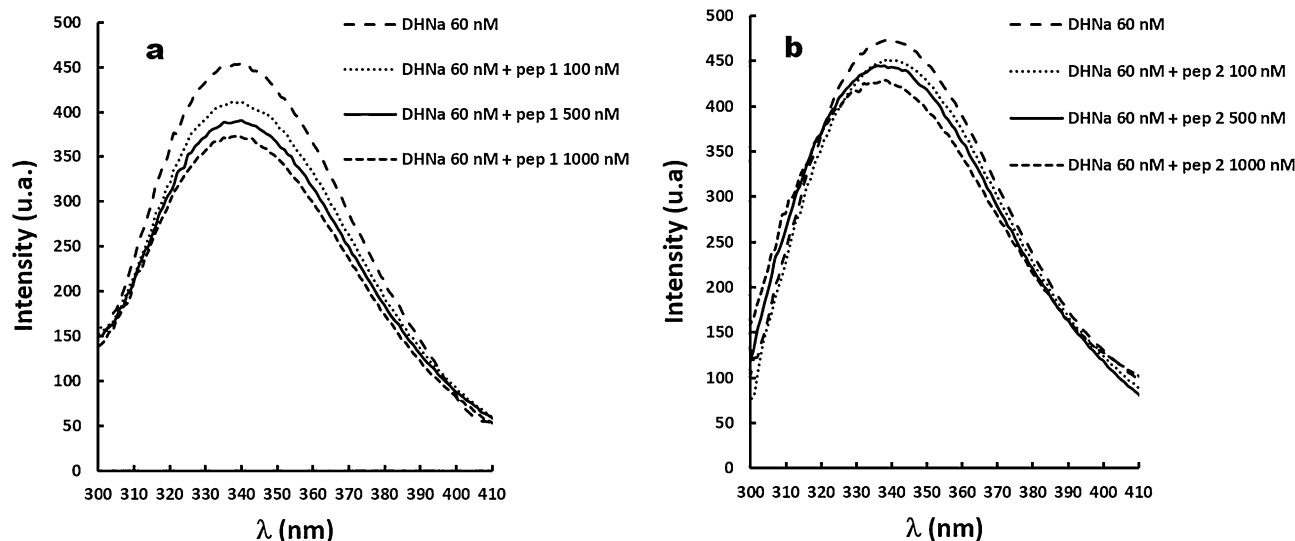 a
DHNa 60 nM
DHNa 60 nM + pep 1 100 nM
DHNa 60 nM + pep 1 500 nM
DHNa 60 nM + pep 1 1000 nM
Intensity (u.a.)
500
450
400
350
300
250
200
150
100
50
0
300 310 320 330 340 350 360 370 380 390 400 410
λ (nm)
b
DHNa 60 nM
DHNa 60 nM + pep 2 100 nM
DHNa 60 nM + pep 2 500 nM
DHNa 60 nM + pep 2 1000 nM
Intensity (u.a)
500
450
400
350
300
250
200
150
100
50
0
300 310 320 330 340 350 360 370 380 390 400 410
λ (nm)